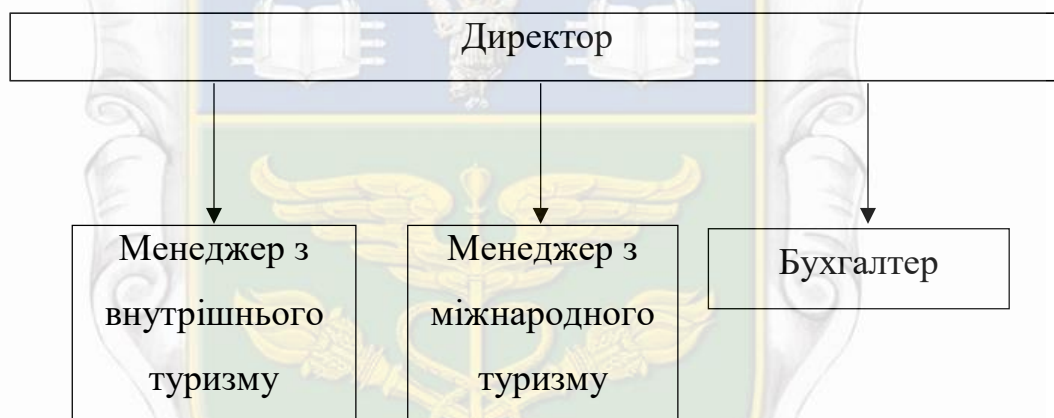 Директор
Менеджер з
внутрішнього
туризму
Менеджер з
міжнародного
туризму
Бухгалтер